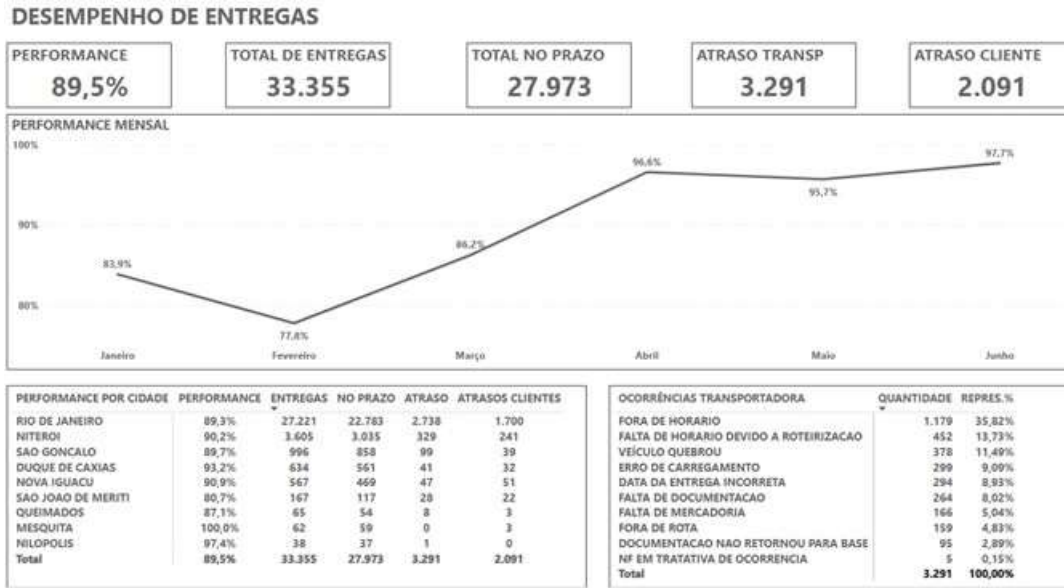 DESEMPENHO DE ENTREGAS
PERFORMANCE
89,5%
TOTAL DE ENTREGAS
33.355
TOTAL NO PRAZO
27.973
ATRASO TRANSP
3.291
ATRASO CLIENTE
2.091
PERFORMANCE MENSAL
100%
90%
80%
83,9%
77,8%
86,2%
96,6%
95,7%
97,7%
Janeiro Fevereiro Março Abril Maio Junho
PERFORMANCE POR CIDADE PERFORMANCE ENTREGAS NO PRAZO ATRASO ATRASOS CLIENTES
RIO DE JANEIRO 89,3% 27.221 22.783 2.738 1.700
NITEROI 90,2% 3.605 3.035 329 241
SAO GONCALO 89,7% 996 858 99 39
DUQUE DE CAXIAS 93,2% 634 561 41 32
NOVA IGUACU 90,9% 567 469 47 51
SAO JOAO DE MERITI 80,7% 167 117 28 22
QUEIMADOS 87,1% 65 54 8 3
MESQUITA 100,0% 62 59 0 3
NILOPOLIS 97,4% 38 37 1 0
Total 89,5% 33.355 27.973 3.291 2.091
OCORRÊNCIAS TRANSPORTADORA QUANTIDADE REPRES.%
FORA DE HORARIO 1.179 35,82%
FALTA DE HORARIO DEVIDO A ROTEIRIZACAO 452 13,73%
VEÍCULO QUEBROU 378 11,49%
ERRO DE CARREGAMENTO 299 9,09%
DATA DA ENTREGA INCORRETA 294 8,93%
FALTA DE DOCUMENTACAO 264 8,02%
FALTA DE MERCADORIA 166 5,04%
FORA DE ROTA 159 4,83%
DOCUMENTACAO NAO RETORNOU PARA BASE 95 2,89%
NF EM TRATATIVA DE OCORRENCIA 5 0,15%
Total 3.291 100,00%